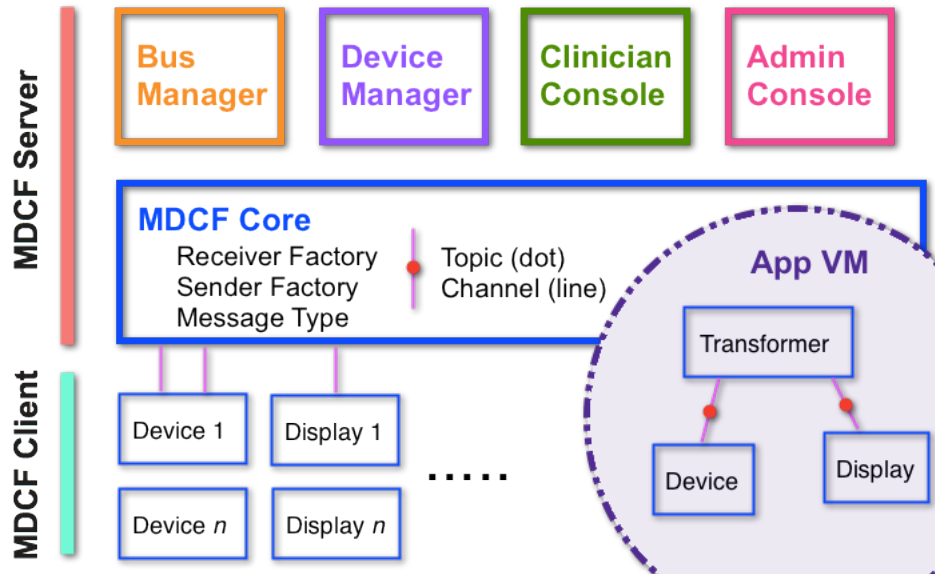 MDCF Server
Bus
Manager
Device
Manager
Clinician
Console
Admin
Console
MDCF Core
Receiver Factory
Sender Factory
Message Type
Topic (dot)
Channel (line)
App VM
Transformer
Device
Display
MDCF Client
Device 1
Display 1
.....
Device n
Display n